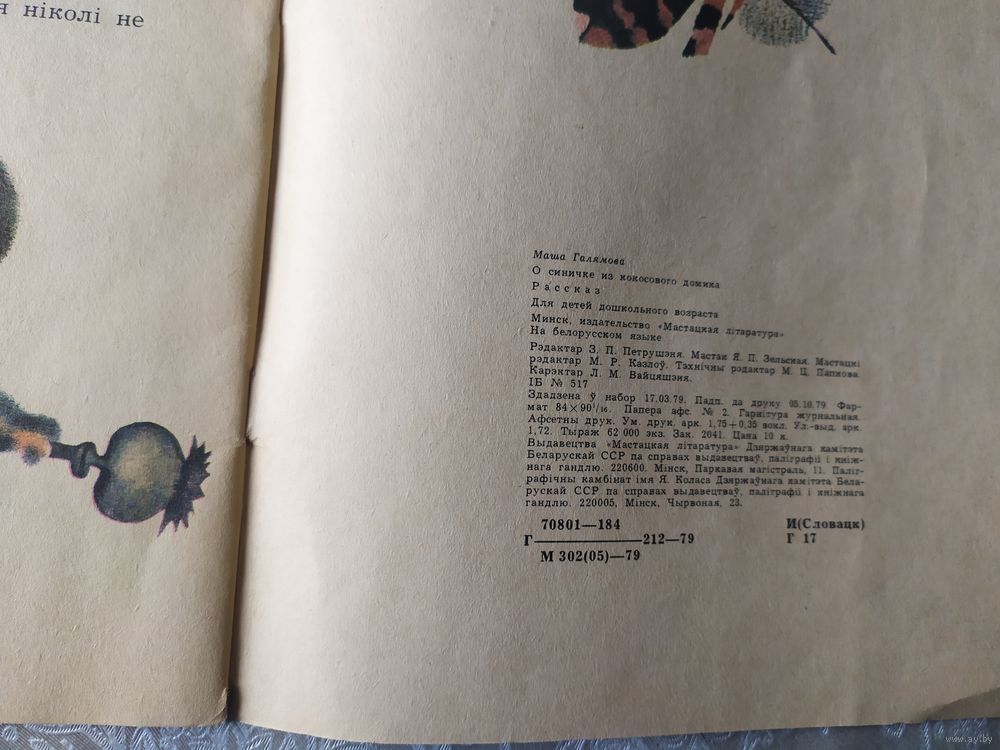 я ніколі не
Маша Галямова
О синичке из кокосового домика
Рассказ
Для детей дошкольного возраста
Минск, издательство «Мастацкая літаратура»
На белорусском языке
Рэдактар З. П. Петрушэня. Мастак Я. П. Зельская. Мастацкі
рэдактар М. Р. Казлоў. Тэхнічны рэдактар М. Ц. Папкова.
Карэктар Л. М. Вайцяшэня.
ІБ № 517
Здадзена ў набор 17.03.79. Падп. да друку 05.10.79. Фар-
мат 84×90¹/₁₆. Папера афс. № 2. Гарнітура журнальная.
Афсетны друк. Ум. друк. арк. 1,75+0,35 вокл. Ул.-выд. арк.
1,72. Тыраж 62 000 экз. Зак. 2041. Цана 10 к.
Выдавецтва «Мастацкая літаратура» Дзяржаўнага камітэта
Беларускай ССР па справах выдавецтваў, паліграфіі і кніж-
нага гандлю. 220600. Мінск, Паркавая магістраль, 11. Паліг-
рафічны камбінат імя Я. Коласа Дзяржаўнага камітэта Бела-
рускай ССР па справах выдавецтваў, паліграфіі і кніжнага
гандлю. 220005, Мінск, Чырвоная, 23.
70801—184
Г—212—79
М 302(05)—79
И(Словацк)
Г 17
www.ay.by